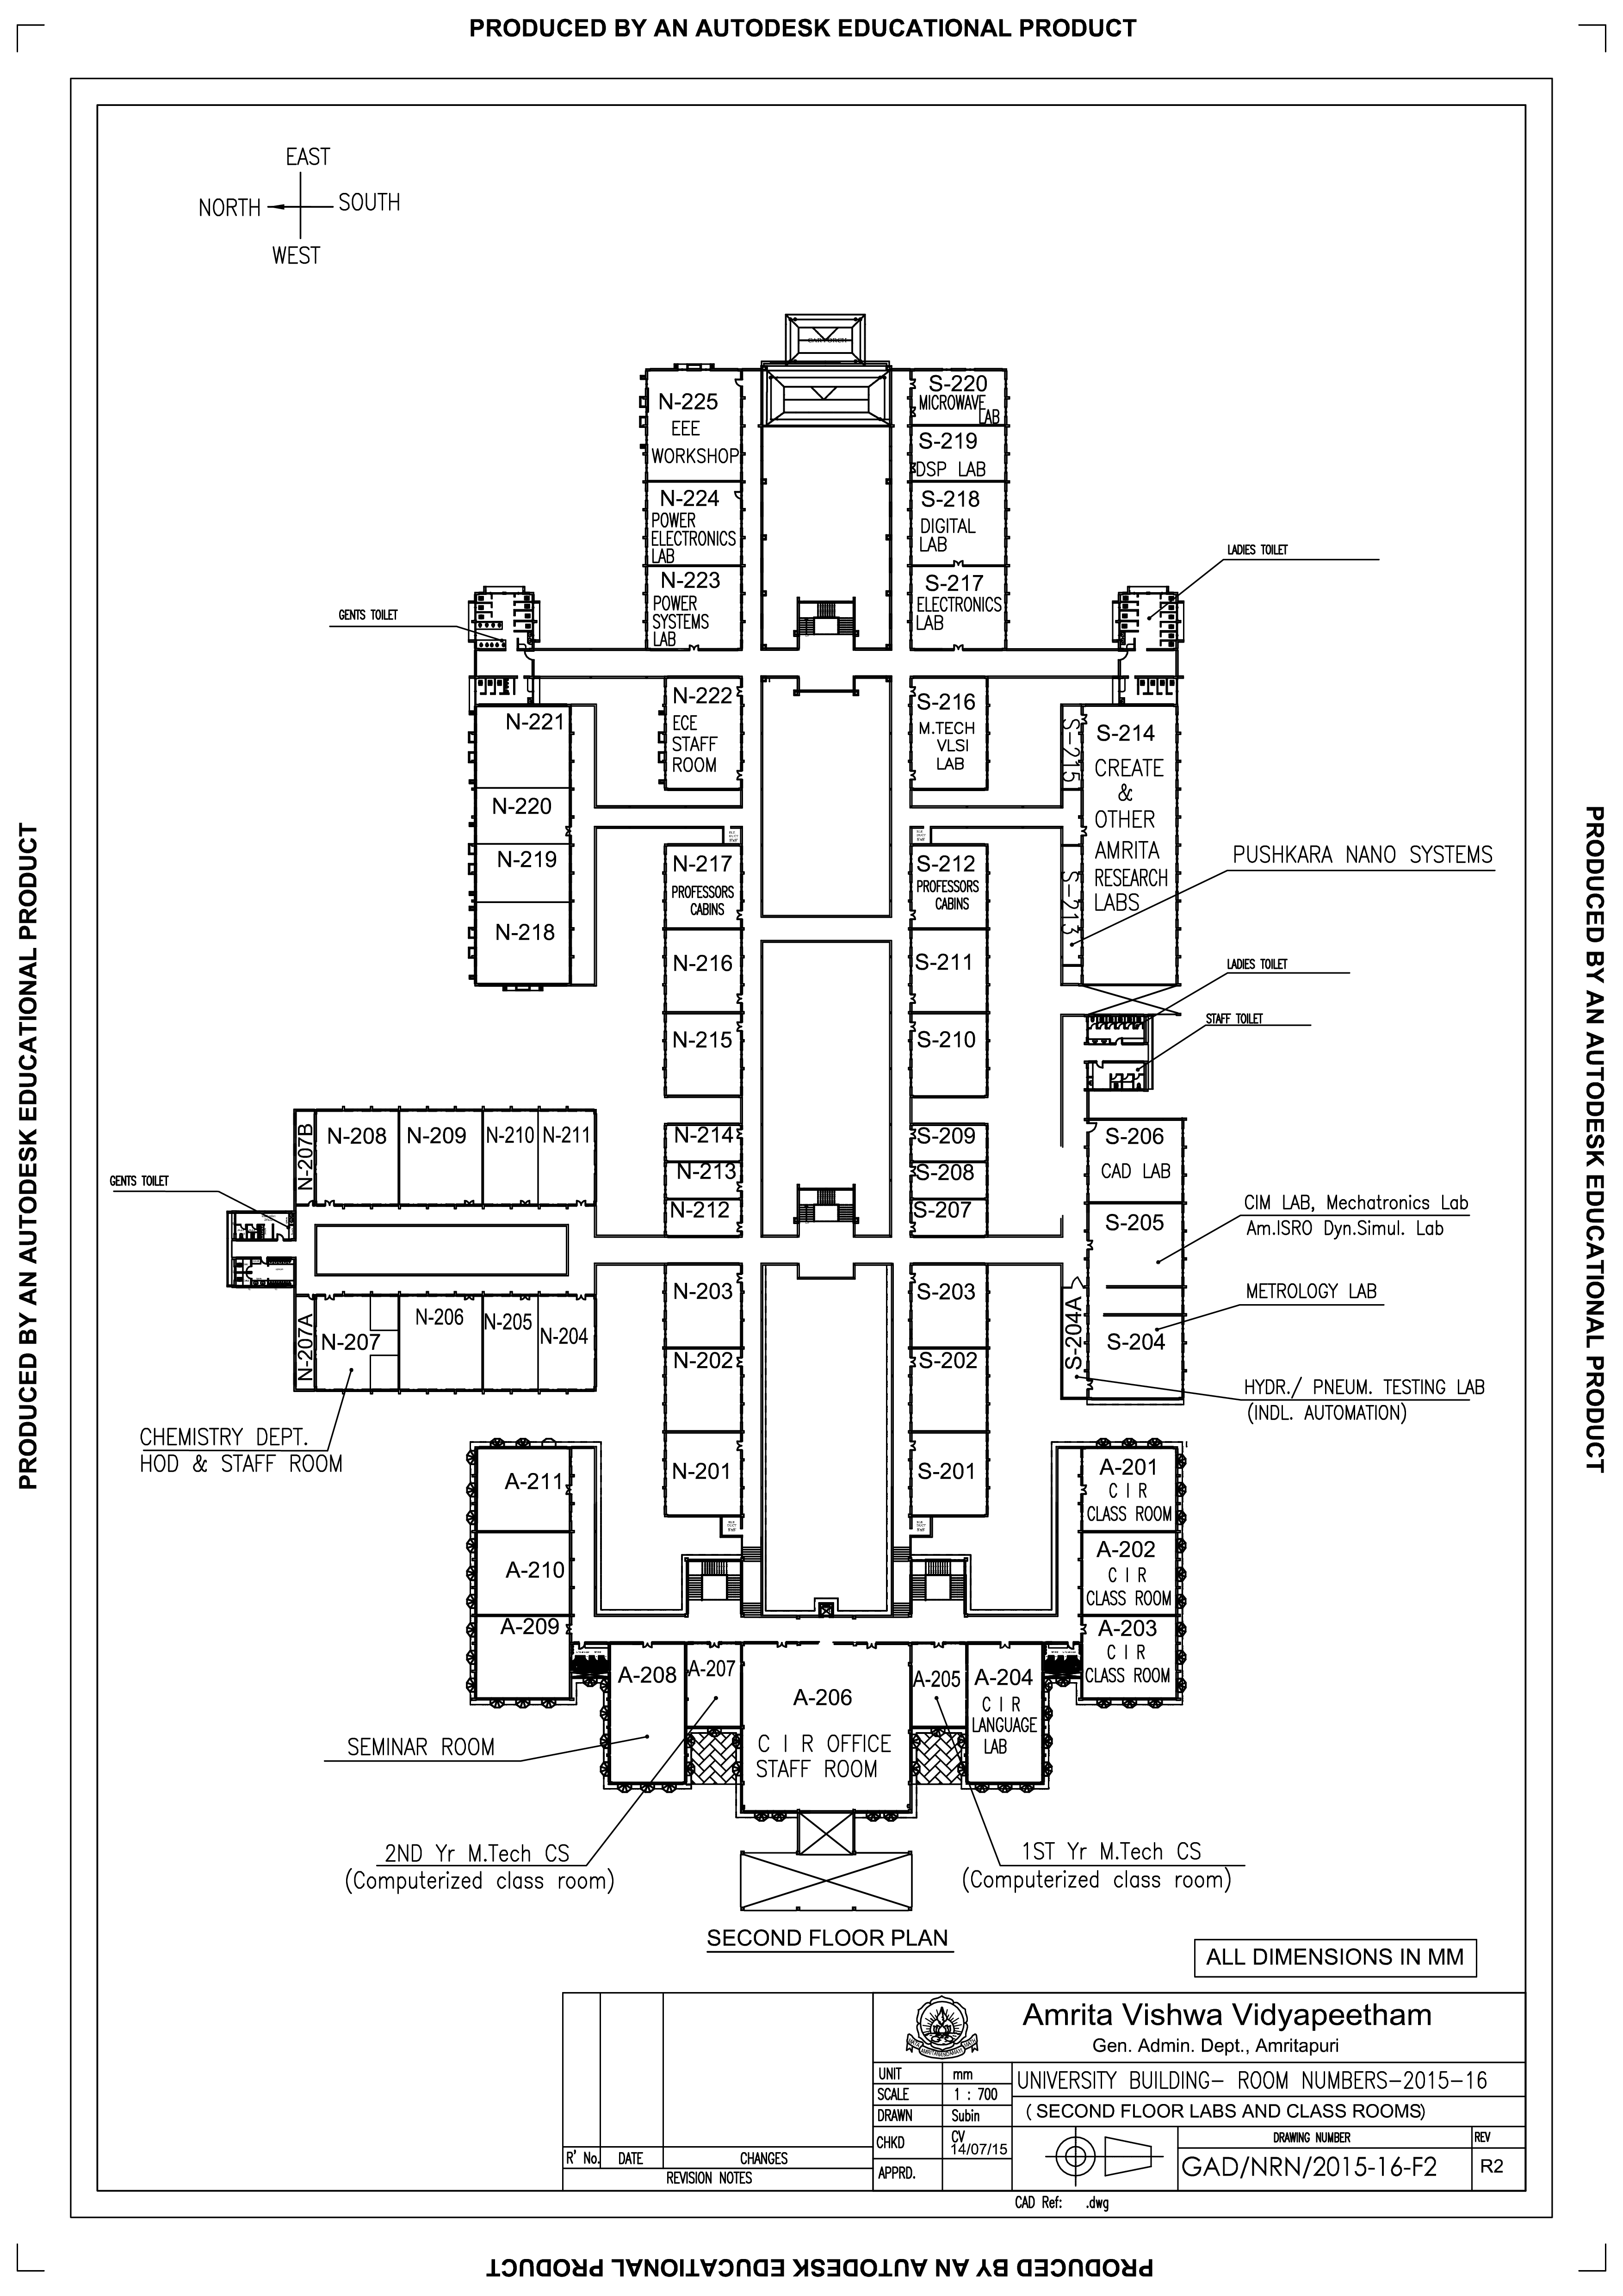 PRODUCED BY AN AUTODESK EDUCATIONAL PRODUCT
EAST
NORTH
SOUTH
WEST
N-225
EEE
WORKSHOP
S-220
MICROWAVE
LAB
S-219
DSP LAB
N-224
POWER
ELECTRONICS
LAB
S-218
DIGITAL
LAB
N-223
POWER
SYSTEMS
LAB
S-217
ELECTRONICS
LAB
LADIES TOILET
GENTS TOILET
N-222
ECE
STAFF
ROOM
S-216
M.TECH
VLSI
LAB
N-221
N-220
N-219
N-218
S-215
S-214
CREATE
&
OTHER
AMRITA
RESEARCH
LABS
S-213
PUSHKARA NANO SYSTEMS
N-217
PROFESSORS
CABINS
S-212
PROFESSORS
CABINS
N-216
S-211
LADIES TOILET
STAFF TOILET
N-215
S-210
N-207B
N-208
N-209
N-210
N-211
N-214
N-213
N-212
S-209
S-208
S-207
S-206
CAD LAB
S-205
CIM LAB, Mechatronics Lab
Am.ISRO Dyn.Simul. Lab
GENTS TOILET
METROLOGY LAB
S-204
S-204A
HYDR./ PNEUM. TESTING LAB
(INDL. AUTOMATION)
N-207A
N-207
N-206
N-205
N-204
CHEMISTRY DEPT.
HOD & STAFF ROOM
N-203
S-203
N-202
S-202
N-201
S-201
A-211
A-210
A-209
A-201
C I R
CLASS ROOM
A-202
C I R
CLASS ROOM
A-203
C I R
CLASS ROOM
A-208
A-207
A-206
C I R OFFICE
STAFF ROOM
A-205
A-204
C I R
LANGUAGE
LAB
SEMINAR ROOM
2ND Yr M.Tech CS
(Computerized class room)
1ST Yr M.Tech CS
(Computerized class room)
SECOND FLOOR PLAN
ALL DIMENSIONS IN MM
Amrita Vishwa Vidyapeetham
Gen. Admin. Dept., Amritapuri
UNIT mm
SCALE 1 : 700
DRAWN Subin
CHKD CV
14/07/15
APPRD.
UNIVERSITY BUILDING- ROOM NUMBERS-2015-16
( SECOND FLOOR LABS AND CLASS ROOMS)
DRAWING NUMBER
GAD/NRN/2015-16-F2
REV
R2
R' No. DATE CHANGES
REVISION NOTES
CAD Ref: .dwg
PRODUCED BY AN AUTODESK EDUCATIONAL PRODUCT
PRODUCED BY AN AUTODESK EDUCATIONAL PRODUCT
PRODUCED BY AN AUTODESK EDUCATIONAL PRODUCT